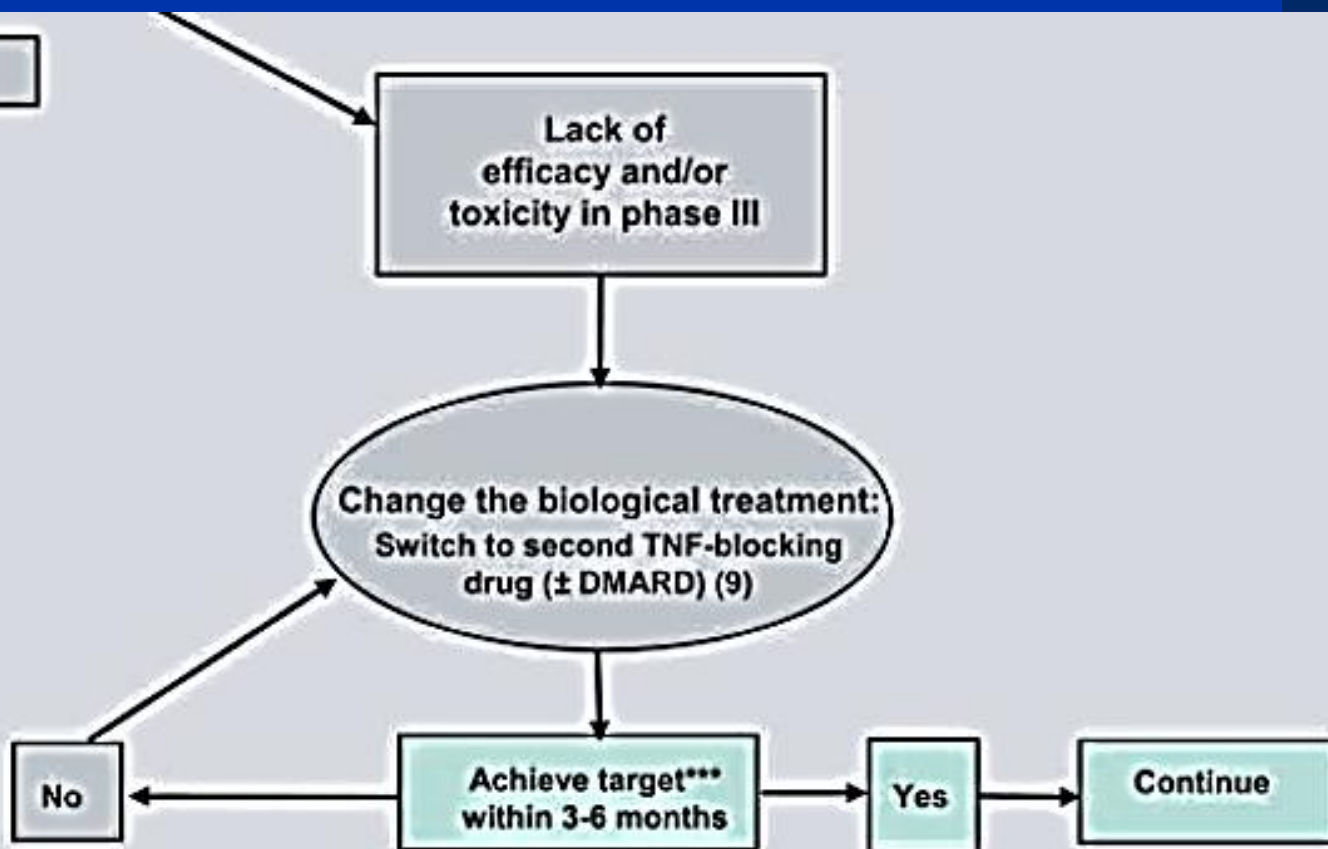 Lack of
efficacy and/or
toxicity in phase III
Change the biological treatment:
Switch to second TNF-blocking
drug (± DMARD) (9)
No
Achieve target***
within 3-6 months
Yes
Continue